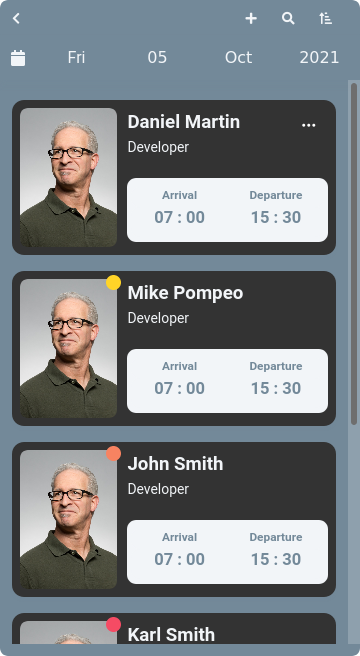 Fri 05 Oct 2021
Daniel Martin
Developer
Arrival Departure
07 : 00 15 : 30
Mike Pompeo
Developer
Arrival Departure
07 : 00 15 : 30
John Smith
Developer
Arrival Departure
07 : 00 15 : 30
Karl Smith